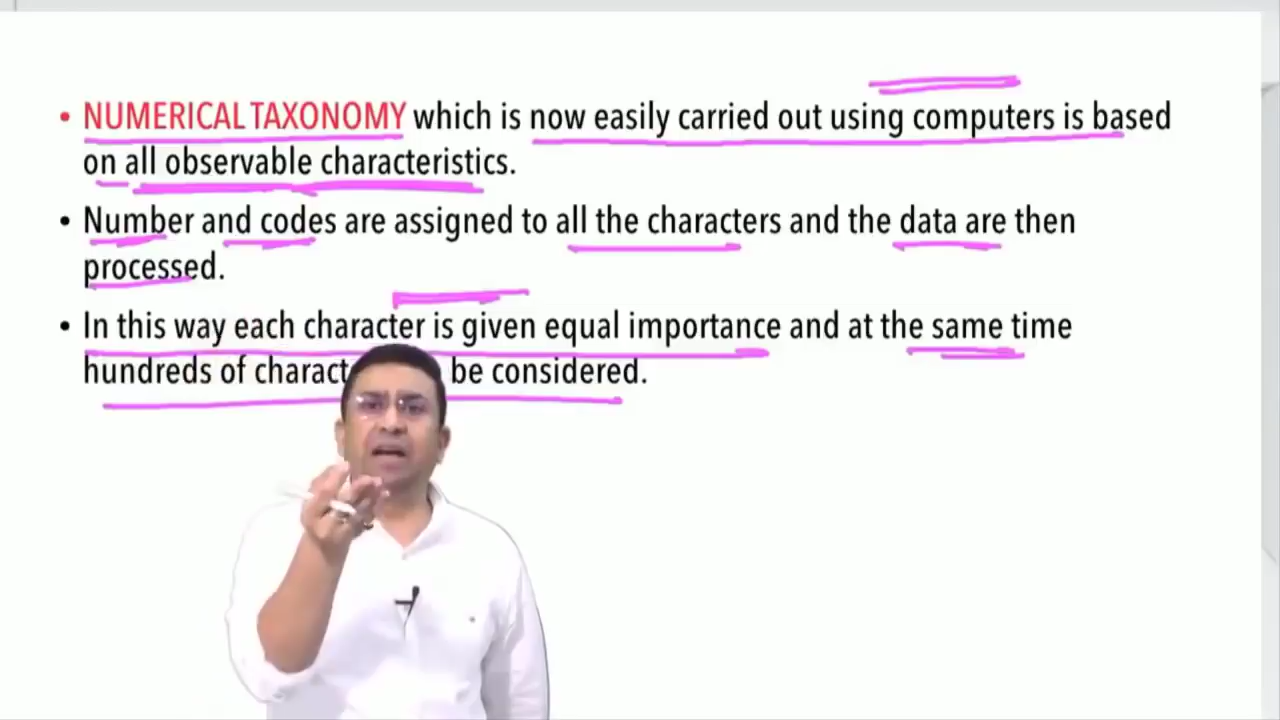 • NUMERICAL TAXONOMY which is now easily carried out using computers is based
on all observable characteristics.
• Number and codes are assigned to all the characters and the data are then
processed.
• In this way each character is given equal importance and at the same time
hundreds of charact be considered.